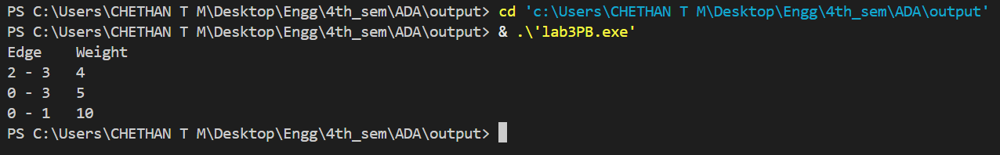 PS C:\Users\CHETHAN T M\Desktop\Engg\4th_sem\ADA\output> cd 'c:\Users\CHETHAN T M\Desktop\Engg\4th_sem\ADA\output'
PS C:\Users\CHETHAN T M\Desktop\Engg\4th_sem\ADA\output> & .\'lab3PB.exe'
Edge    Weight
2 - 3   4
0 - 3   5
0 - 1   10
PS C:\Users\CHETHAN T M\Desktop\Engg\4th_sem\ADA\output>